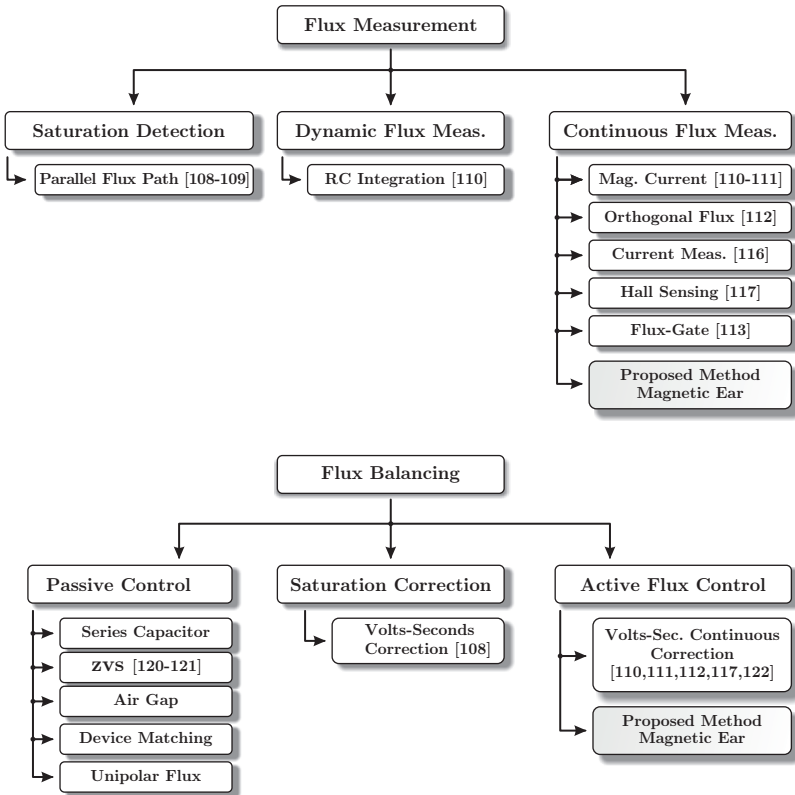 Flux Measurement
Saturation Detection
Parallel Flux Path [108-109]
Dynamic Flux Meas.
RC Integration [110]
Continuous Flux Meas.
Mag. Current [110-111]
Orthogonal Flux [112]
Current Meas. [116]
Hall Sensing [117]
Flux-Gate [113]
Proposed Method
Magnetic Ear
Flux Balancing
Passive Control
Series Capacitor
ZVS [120-121]
Air Gap
Device Matching
Unipolar Flux
Saturation Correction
Volts-Seconds
Correction [108]
Active Flux Control
Volts-Sec. Continuous
Correction
[110,111,112,117,122]
Proposed Method
Magnetic Ear